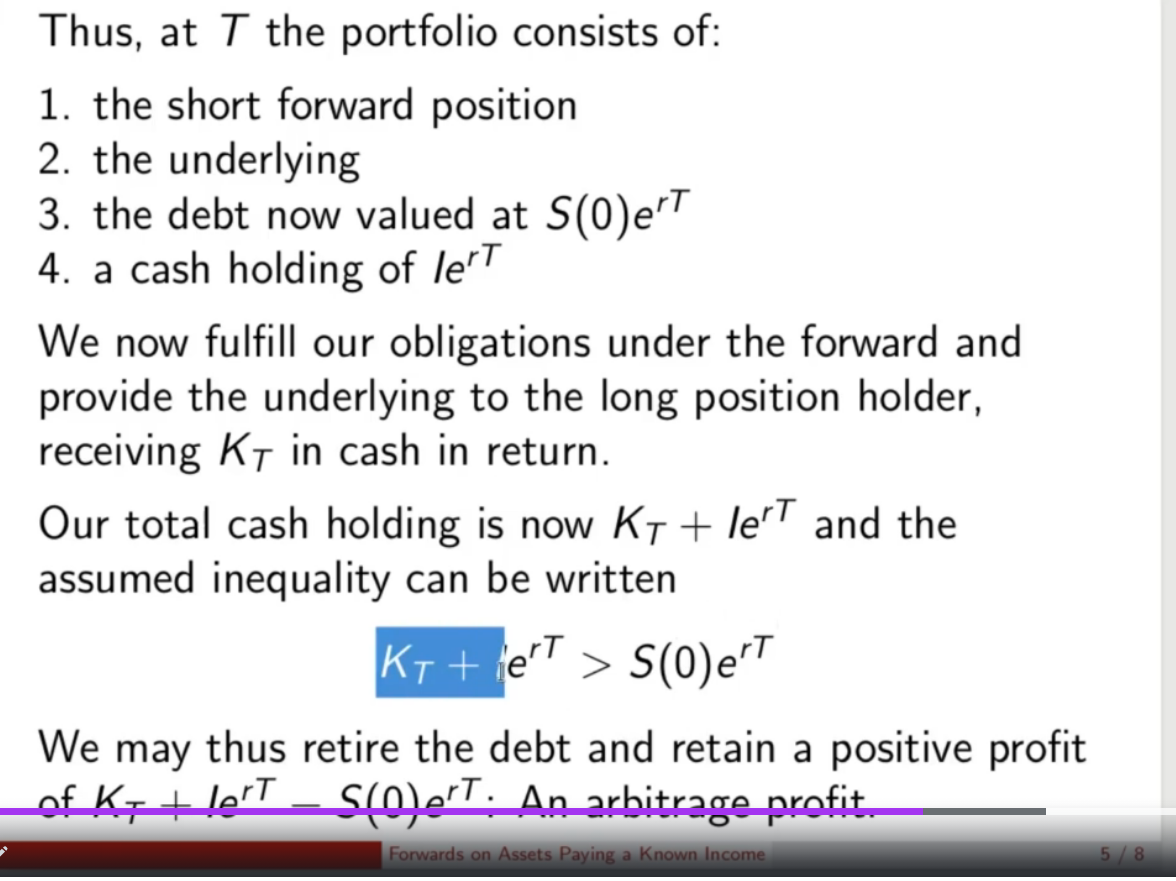 Thus, at T the portfolio consists of:
1. the short forward position
2. the underlying
3. the debt now valued at S(0)e^{rT}
4. a cash holding of Ie^{rT}
We now fulfill our obligations under the forward and
provide the underlying to the long position holder,
receiving K_T in cash in return.
Our total cash holding is now K_T + Ie^{rT} and the
assumed inequality can be written
K_T + Ie^{rT} > S(0)e^{rT}
We may thus retire the debt and retain a positive profit
of K_T + Ie^{rT} − S(0)e^{rT}: An arbitrage profit.
Forwards on Assets Paying a Known Income 5 / 8